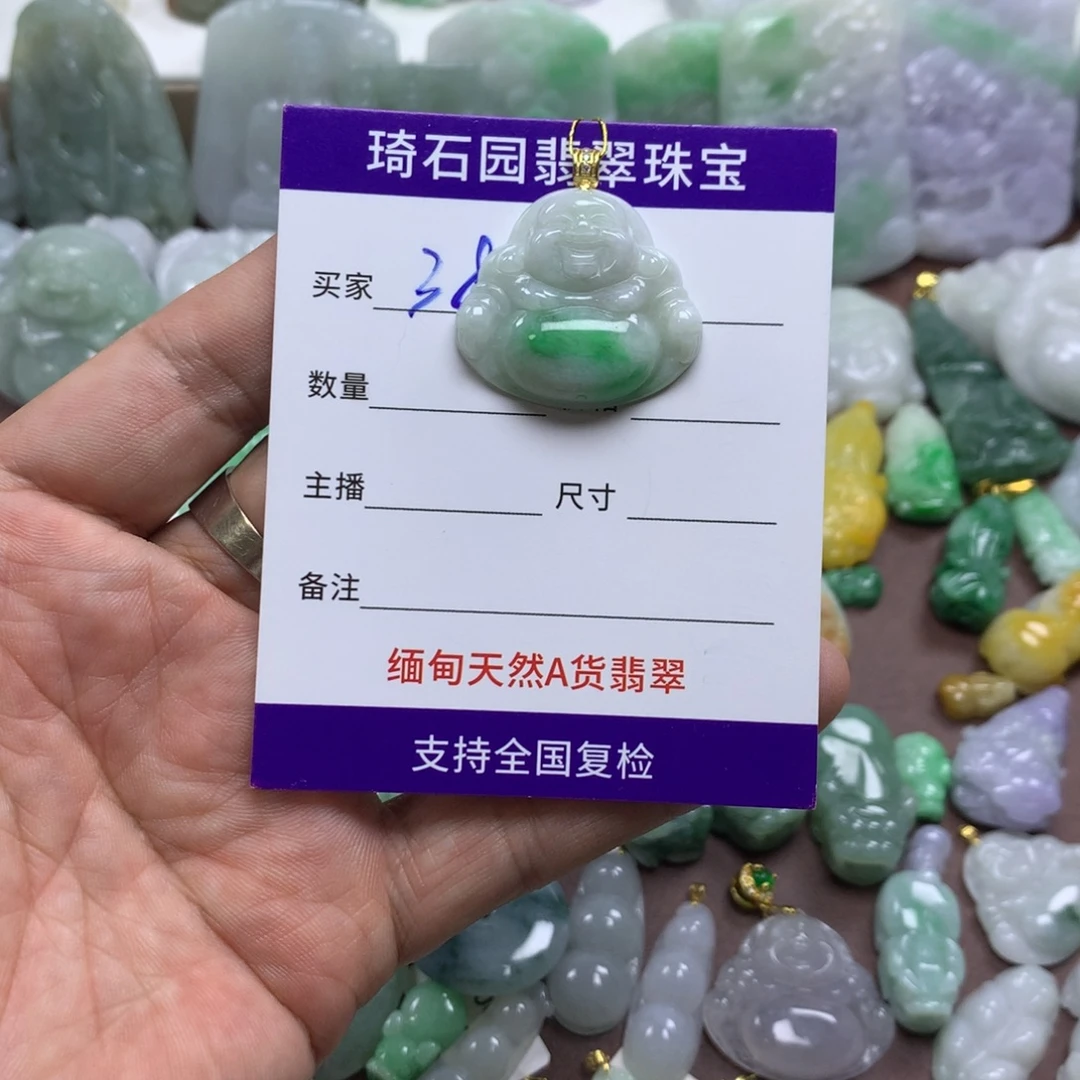 琦石园翡翠珠宝
买家 38
数量
主播 尺寸
备注
缅甸天然A货翡翠
支持全国复检